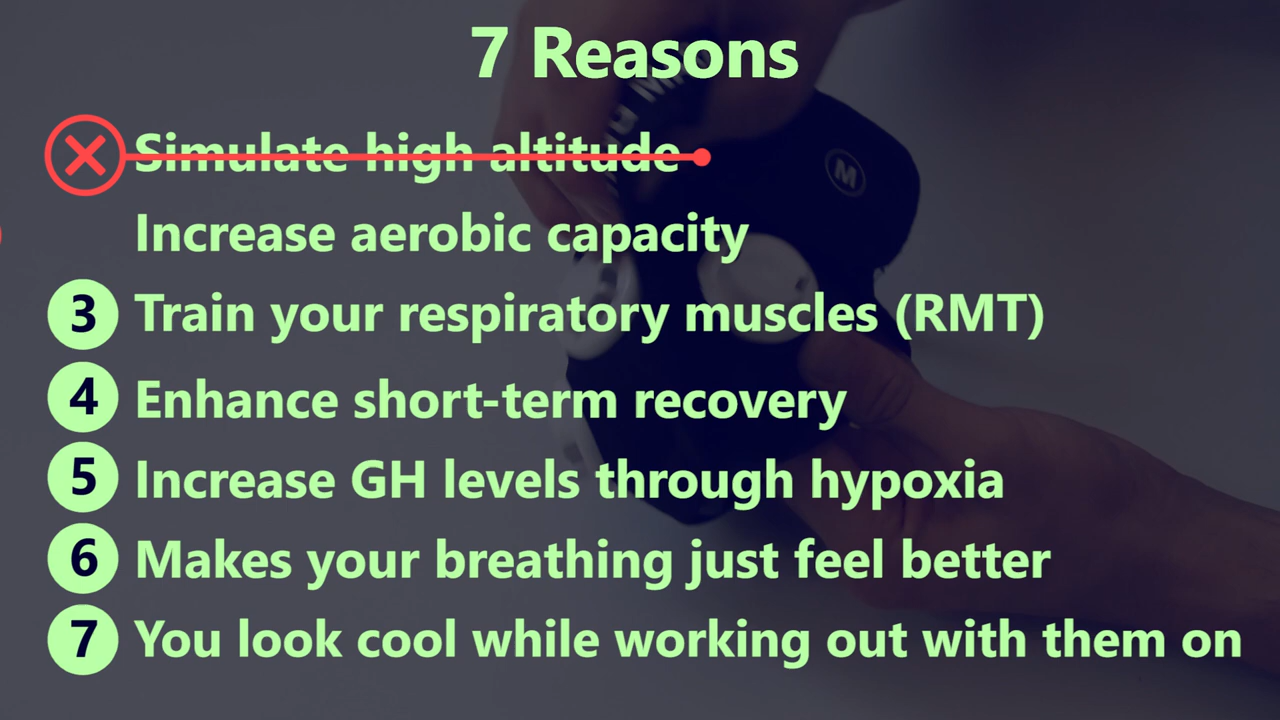 7 Reasons
Simulate high altitude
Increase aerobic capacity
3 Train your respiratory muscles (RMT)
4 Enhance short-term recovery
5 Increase GH levels through hypoxia
6 Makes your breathing just feel better
7 You look cool while working out with them on
M